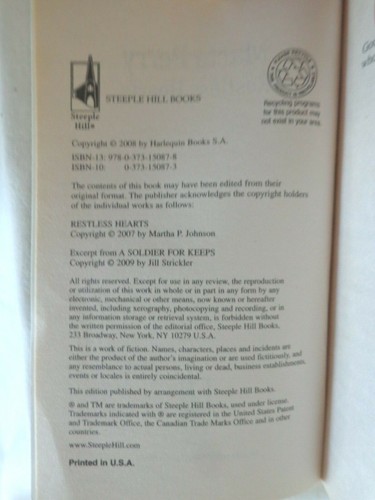 STEEPLE HILL BOOKS
Steeple
Hill®
Recycling programs
for this product may
not exist in your area.
Copyright © 2008 by Harlequin Books S.A.
ISBN-13: 978-0-373-15087-8
ISBN-10: 0-373-15087-3
The contents of this book may have been edited from their
original format. The publisher acknowledges the copyright holders
of the individual works as follows:
RESTLESS HEARTS
Copyright © 2007 by Martha P. Johnson
Excerpt from A SOLDIER FOR KEEPS
Copyright © 2009 by Jill Strickler
All rights reserved. Except for use in any review, the reproduction
or utilization of this work in whole or in part in any form by any
electronic, mechanical or other means, now known or hereafter
invented, including xerography, photocopying and recording, or in
any information storage or retrieval system, is forbidden without
the written permission of the editorial office, Steeple Hill Books,
233 Broadway, New York, NY 10279 U.S.A.
This is a work of fiction. Names, characters, places and incidents are
either the product of the author's imagination or are used fictitiously, and
any resemblance to actual persons, living or dead, business establishments,
events or locales is entirely coincidental.
This edition published by arrangement with Steeple Hill Books.
® and TM are trademarks of Steeple Hill Books, used under license.
Trademarks indicated with ® are registered in the United States Patent
and Trademark Office, the Canadian Trade Marks Office and in other
countries.
www.SteepleHill.com
Printed in U.S.A.